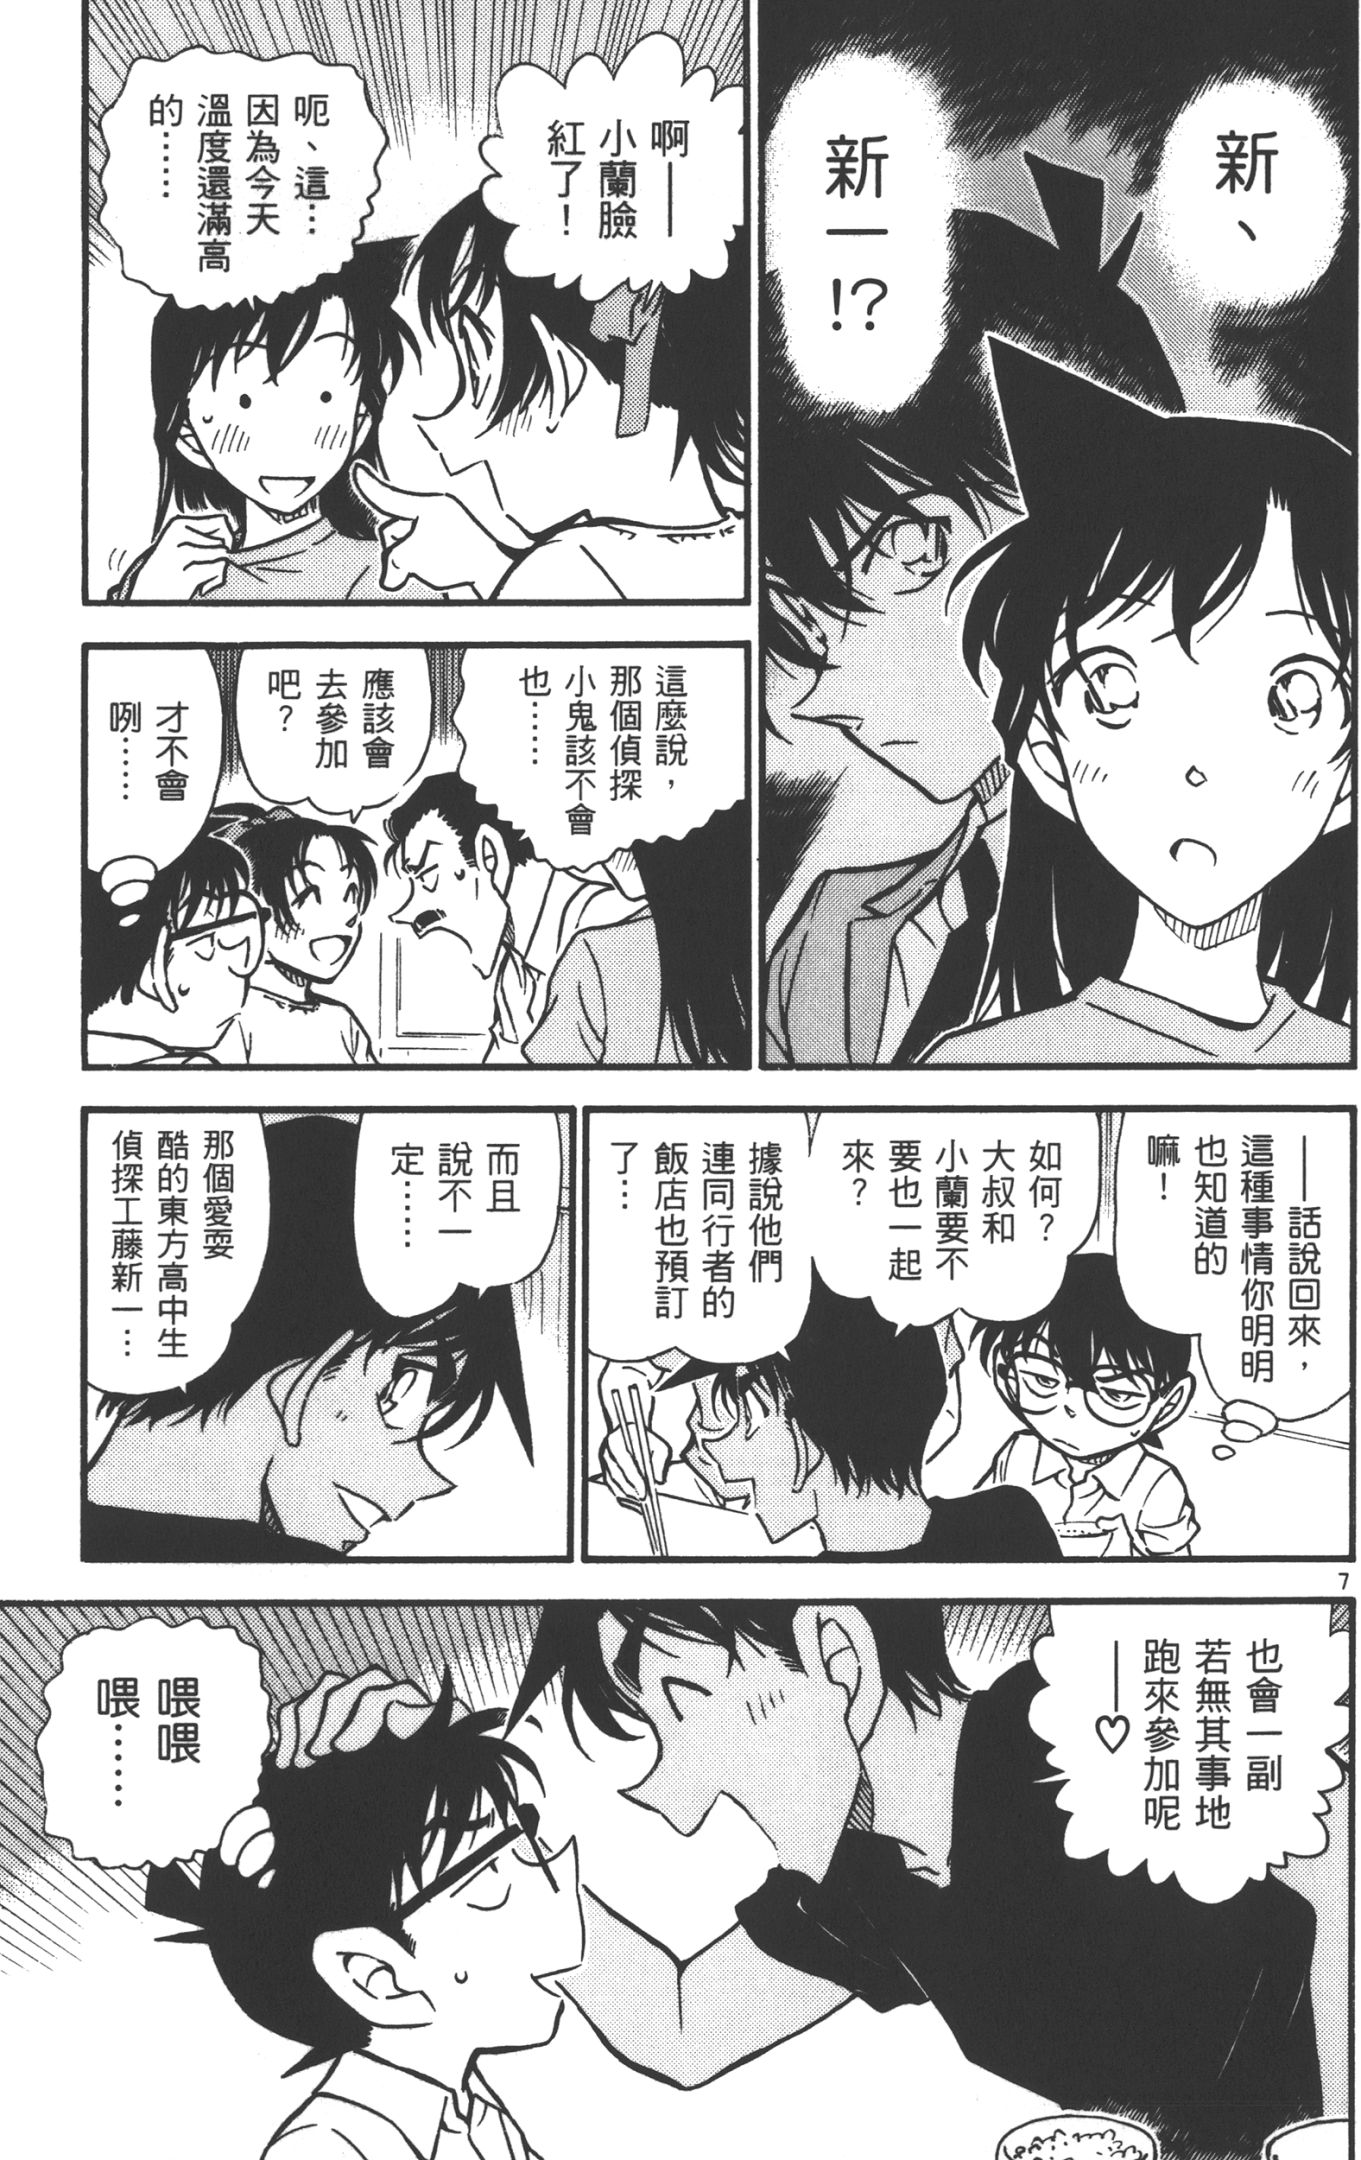 新、
新一!?
啊——
小蘭臉
紅了！
呃、這…
因為今天
溫度還滿高
的……
這麼說，
那個偵探
小鬼該不會
也……
應該會
去參加
吧？
才不會
咧……
——話說回來，
這種事情你明明
也知道的
嘛！
如何？
大叔和
小蘭要不
要也一起
來？
據說他們
連同行者的
飯店也預訂
了…
而且
說不一
定……
那個愛耍
酷的東方高中生
偵探工藤新一…
7
也會一副
若無其事地
跑來參加呢
——♡
喂喂
喂……